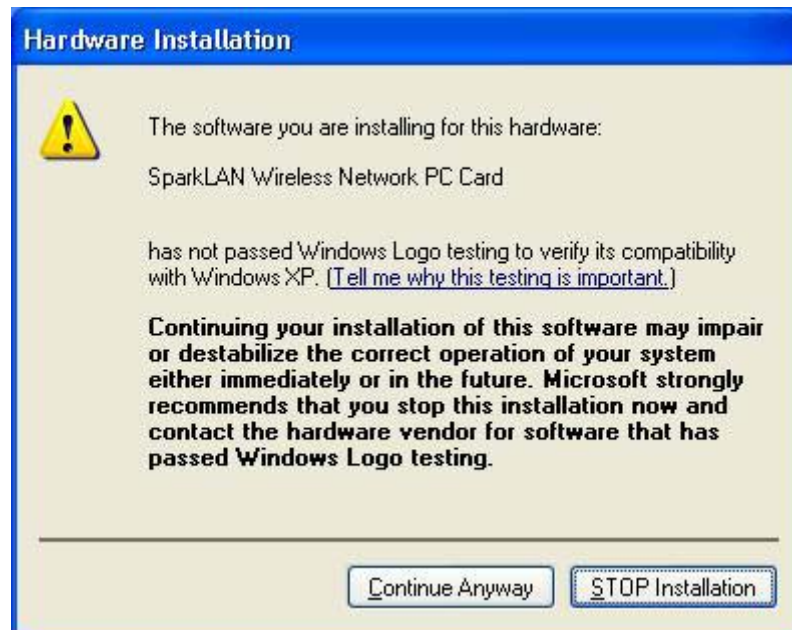 Hardware Installation
The software you are installing for this hardware:
SparkLAN Wireless Network PC Card
has not passed Windows Logo testing to verify its compatibility
with Windows XP. (Tell me why this testing is important.)
Continuing your installation of this software may impair
or destabilize the correct operation of your system
either immediately or in the future. Microsoft strongly
recommends that you stop this installation now and
contact the hardware vendor for software that has
passed Windows Logo testing.
Continue Anyway
STOP Installation